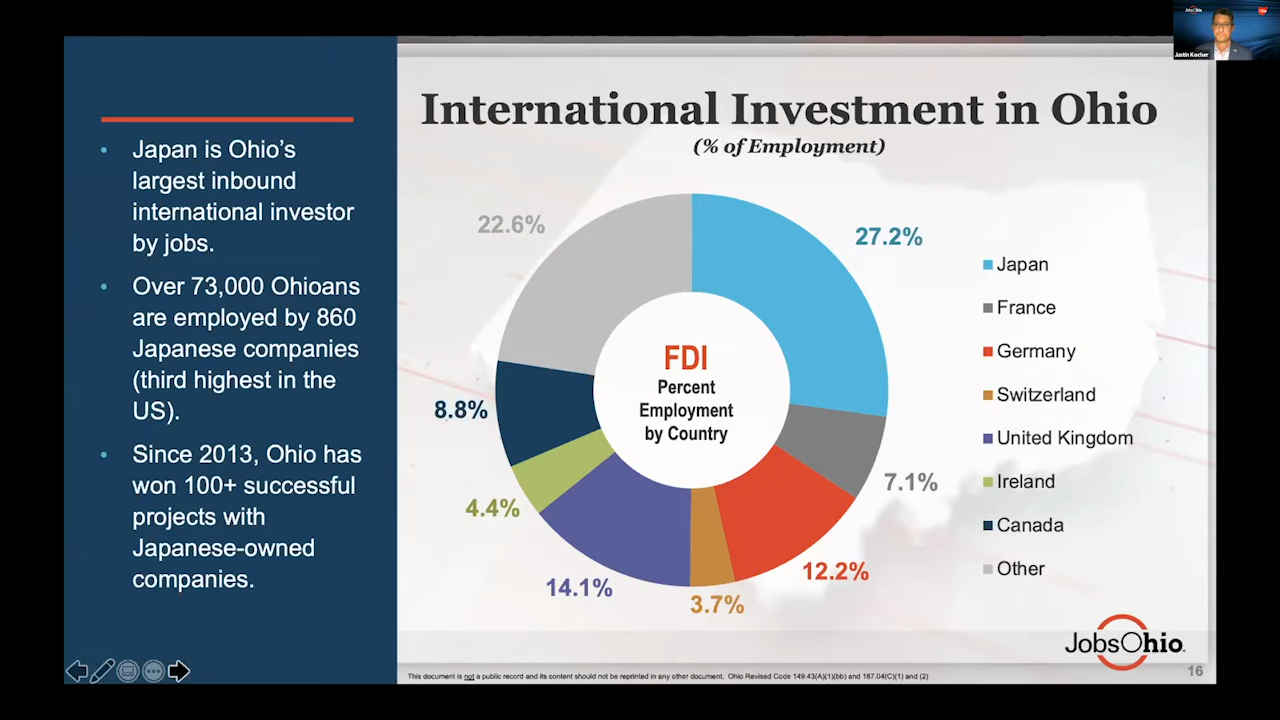 JobsOhio
Justin Kocher
International Investment in Ohio
(% of Employment)
• Japan is Ohio's
largest inbound
international investor
by jobs.
• Over 73,000 Ohioans
are employed by 860
Japanese companies
(third highest in the
US).
• Since 2013, Ohio has
won 100+ successful
projects with
Japanese-owned
companies.
22.6%
27.2%
8.8%
7.1%
4.4%
12.2%
14.1%
3.7%
FDI
Percent
Employment
by Country
Japan
France
Germany
Switzerland
United Kingdom
Ireland
Canada
Other
JobsOhio.
This document is not a public record and its content should not be reprinted in any other document. Ohio Revised Code 149.43(A)(1)(bb) and 187.04(C)(1) and (2)
16